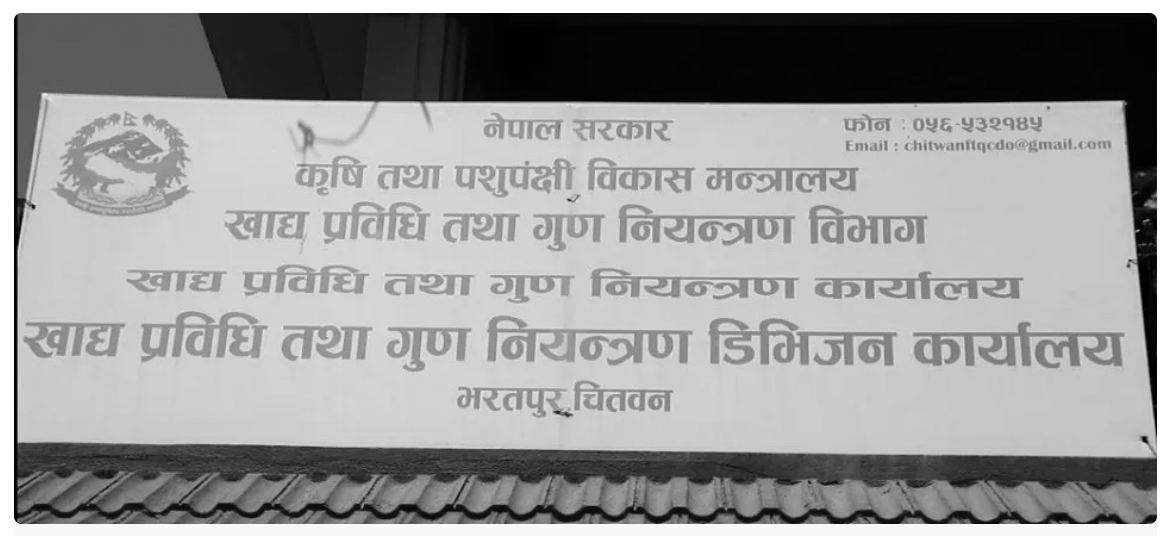 नेपाल सरकार
फोन : ०५६-५३२१४५
Email : chitwanftqcdo@gmail.com
कृषि तथा पशुपंक्षी विकास मन्त्रालय
खाद्य प्रविधि तथा गुण नियन्त्रण विभाग
खाद्य प्रविधि तथा गुण नियन्त्रण कार्यालय
खाद्य प्रविधि तथा गुण नियन्त्रण डिभिजन कार्यालय
भरतपुर, चितवन